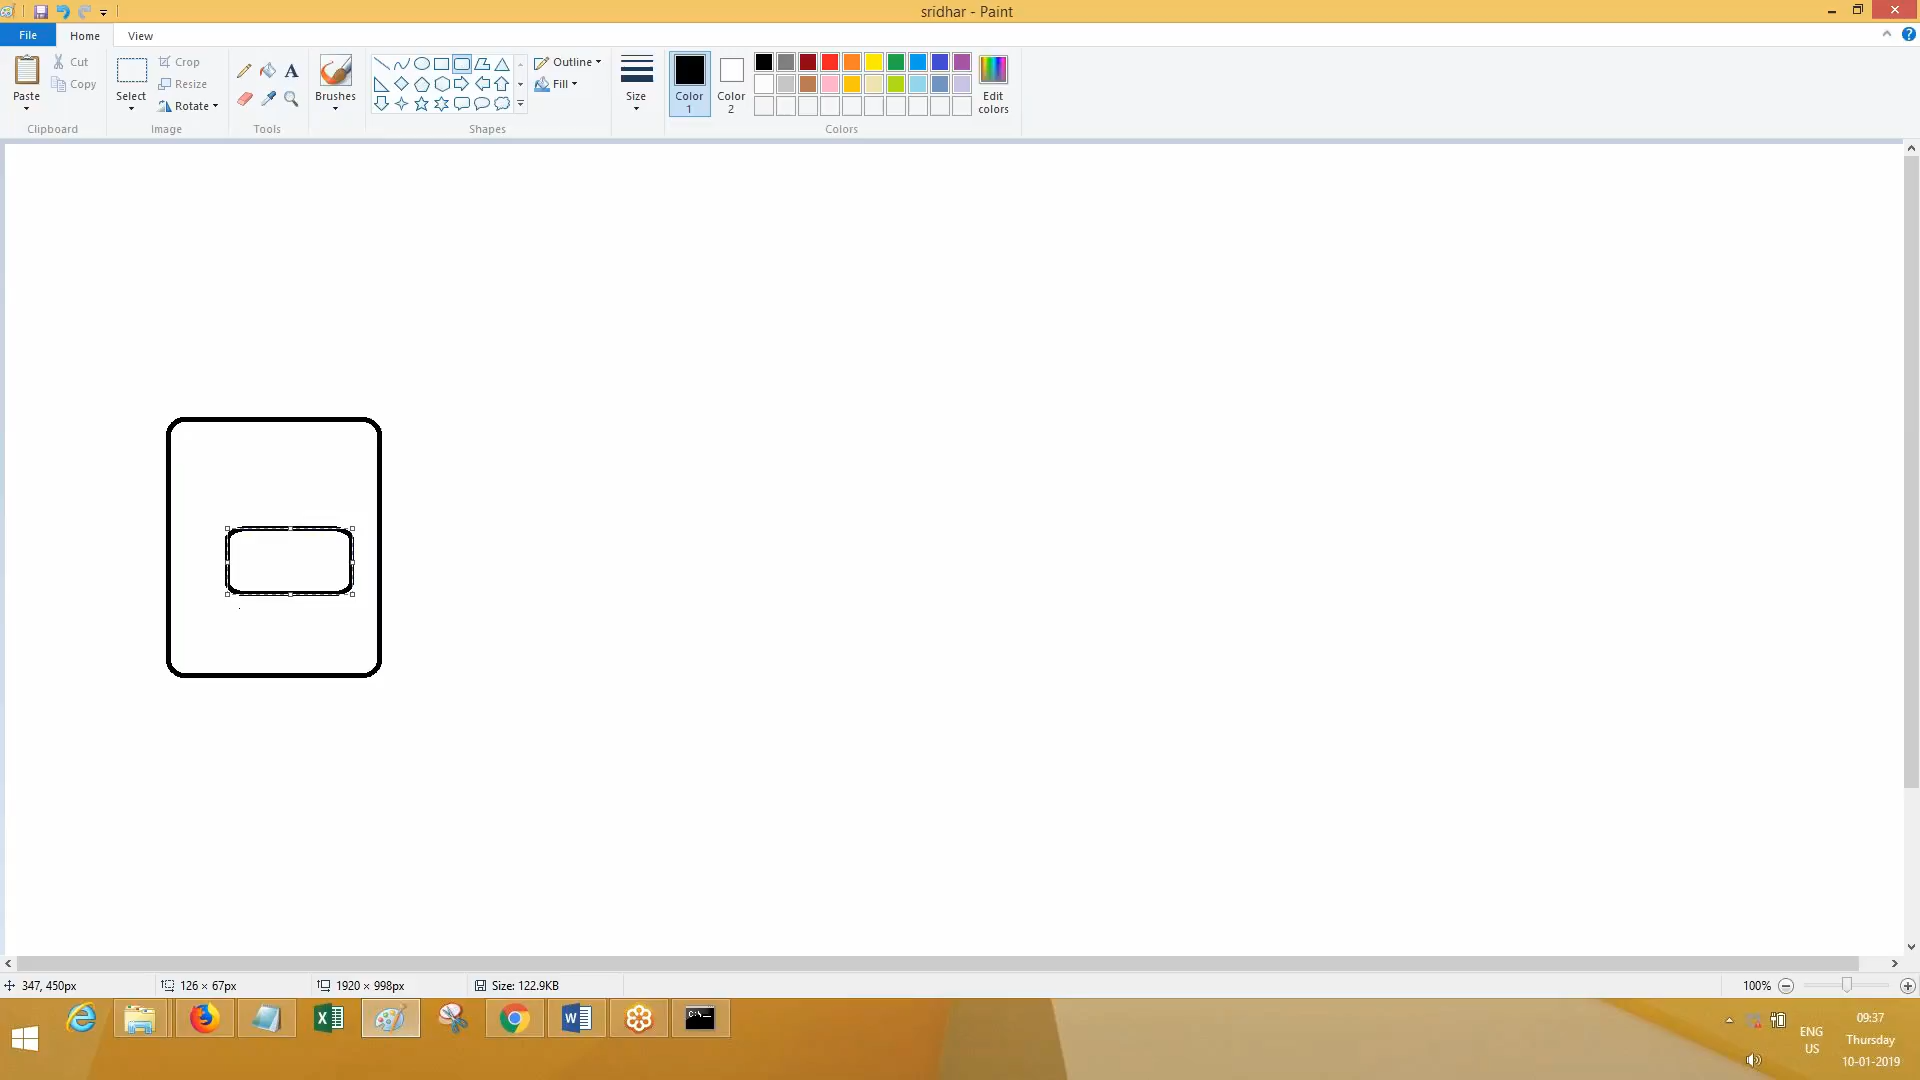 sridhar - Paint
File Home View
Paste
Cut
Copy
Clipboard
Select
Crop
Resize
Rotate
Image
A
Tools
Brushes
Shapes
Outline
Fill
Size
Color 1
Color 2
Edit colors
Colors
347, 450px
126 × 67px
1920 × 998px
Size: 122.9KB
100%
C:\._
ENG
US
09:37
Thursday
10-01-2019